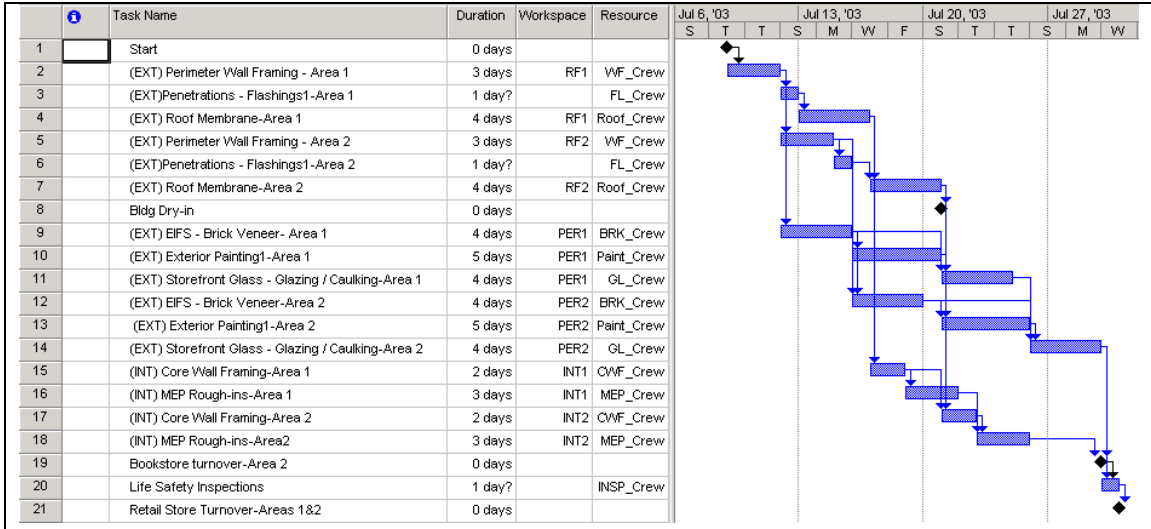 Task Name Duration Workspace Resource Jul 6, '03 Jul 13, '03 Jul 20, '03 Jul 27, '03
S T T S M W F S T T S M W
1 Start 0 days
2 (EXT) Perimeter Wall Framing - Area 1 3 days RF1 WF_Crew
3 (EXT)Penetrations - Flashings1-Area 1 1 day? FL_Crew
4 (EXT) Roof Membrane-Area 1 4 days RF1 Roof_Crew
5 (EXT) Perimeter Wall Framing - Area 2 3 days RF2 WF_Crew
6 (EXT)Penetrations - Flashings1-Area 2 1 day? FL_Crew
7 (EXT) Roof Membrane-Area 2 4 days RF2 Roof_Crew
8 Bldg Dry-in 0 days
9 (EXT) EIFS - Brick Veneer- Area 1 4 days PER1 BRK_Crew
10 (EXT) Exterior Painting1-Area 1 5 days PER1 Paint_Crew
11 (EXT) Storefront Glass - Glazing / Caulking-Area 1 4 days PER1 GL_Crew
12 (EXT) EIFS - Brick Veneer-Area 2 4 days PER2 BRK_Crew
13 (EXT) Exterior Painting1-Area 2 5 days PER2 Paint_Crew
14 (EXT) Storefront Glass - Glazing / Caulking-Area 2 4 days PER2 GL_Crew
15 (INT) Core Wall Framing-Area 1 2 days INT1 CWF_Crew
16 (INT) MEP Rough-ins-Area 1 3 days INT1 MEP_Crew
17 (INT) Core Wall Framing-Area 2 2 days INT2 CWF_Crew
18 (INT) MEP Rough-ins-Area2 3 days INT2 MEP_Crew
19 Bookstore turnover-Area 2 0 days
20 Life Safety Inspections 1 day? INSP_Crew
21 Retail Store Turnover-Areas 1&2 0 days